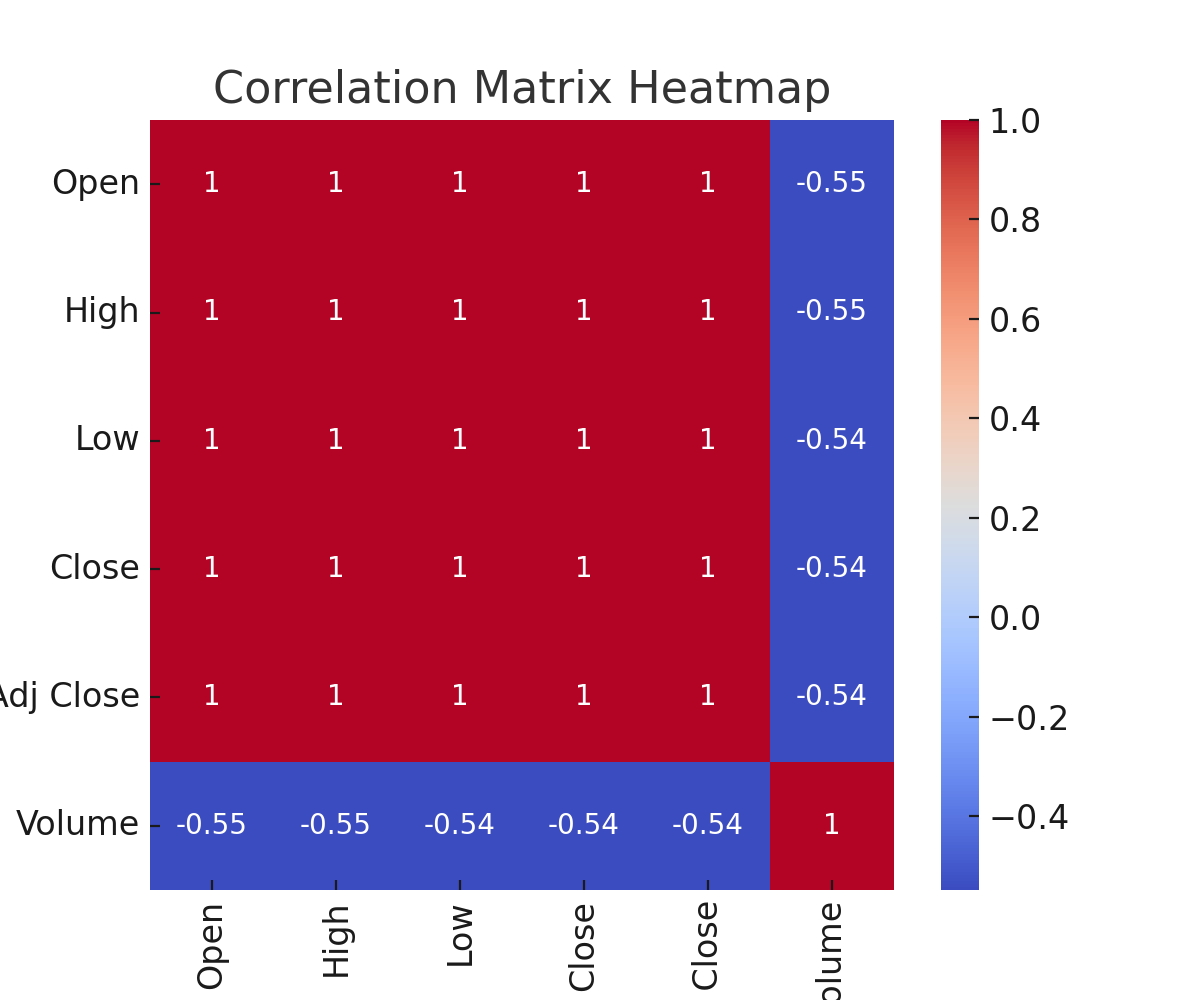 Correlation Matrix Heatmap
Open 1 1 1 1 1 -0.55
High 1 1 1 1 1 -0.55
Low 1 1 1 1 1 -0.54
Close 1 1 1 1 1 -0.54
Adj Close 1 1 1 1 1 -0.54
Volume -0.55 -0.55 -0.54 -0.54 -0.54 1
Open High Low Close Close olume
1.0
0.8
0.6
0.4
0.2
0.0
−0.2
−0.4